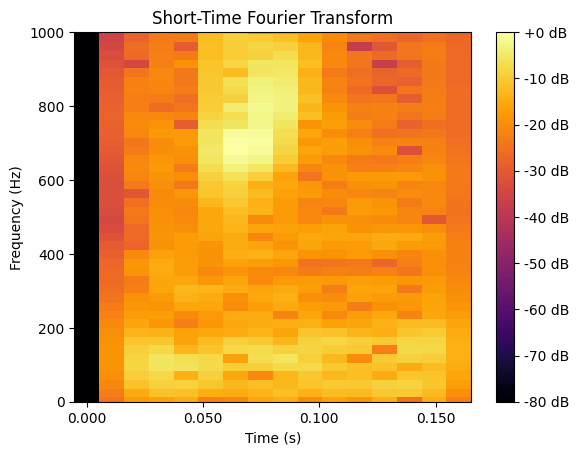 Short-Time Fourier Transform
1000
800
600
400
200
0
Frequency (Hz)
0.000
0.050
0.100
0.150
Time (s)
+0 dB
-10 dB
-20 dB
-30 dB
-40 dB
-50 dB
-60 dB
-70 dB
-80 dB